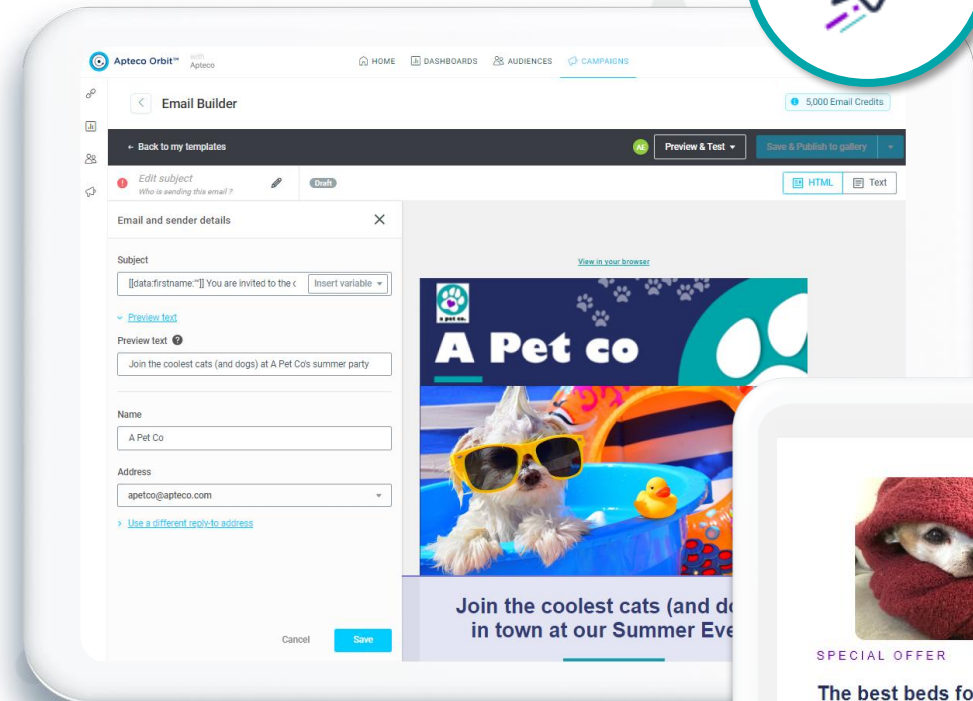 Apteco Orbit™
with
Apteco
HOME
DASHBOARDS
AUDIENCES
CAMPAIGNS
Email Builder
5,000 Email Credits
Back to my templates
AE
Preview & Test
Save & Publish to gallery
Edit subject
Who is sending this email ?
Draft
HTML
Text
Email and sender details
Subject
[[data:firstname:""]] You are invited to the
Insert variable
Preview text
Preview text
Join the coolest cats (and dogs) at A Pet Co's summer party
Name
A Pet Co
Address
apetco@apteco.com
Use a different reply-to address
Cancel
Save
View in your browser
a pet co.
A Pet co
Join the coolest cats (and
in town at our Summer
SPECIAL OFFER
The best beds